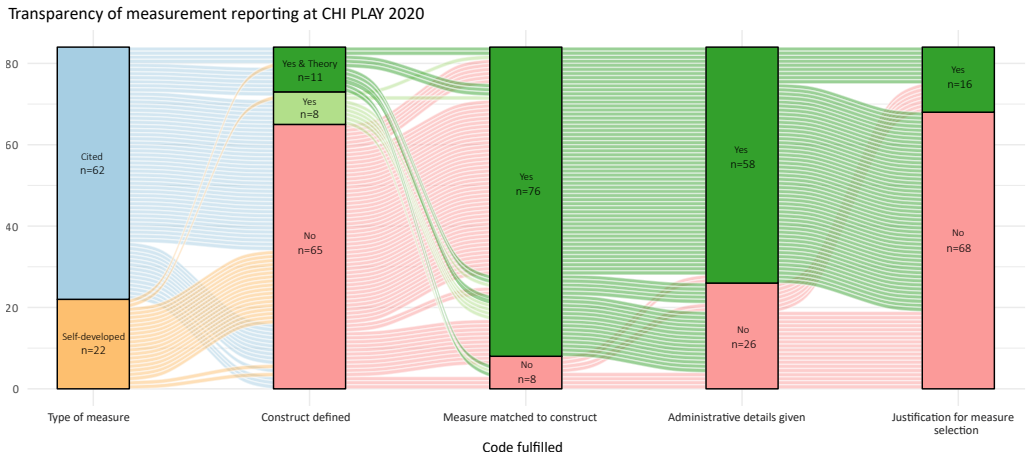 Transparency of measurement reporting at CHI PLAY 2020
80
60
40
20
0
Cited
n=62
Self-developed
n=22
Yes & Theory
n=11
Yes
n=8
No
n=65
Yes
n=76
No
n=8
Yes
n=58
No
n=26
Yes
n=16
No
n=68
Type of measure
Construct defined
Measure matched to construct
Administrative details given
Justification for measure
selection
Code fulfilled